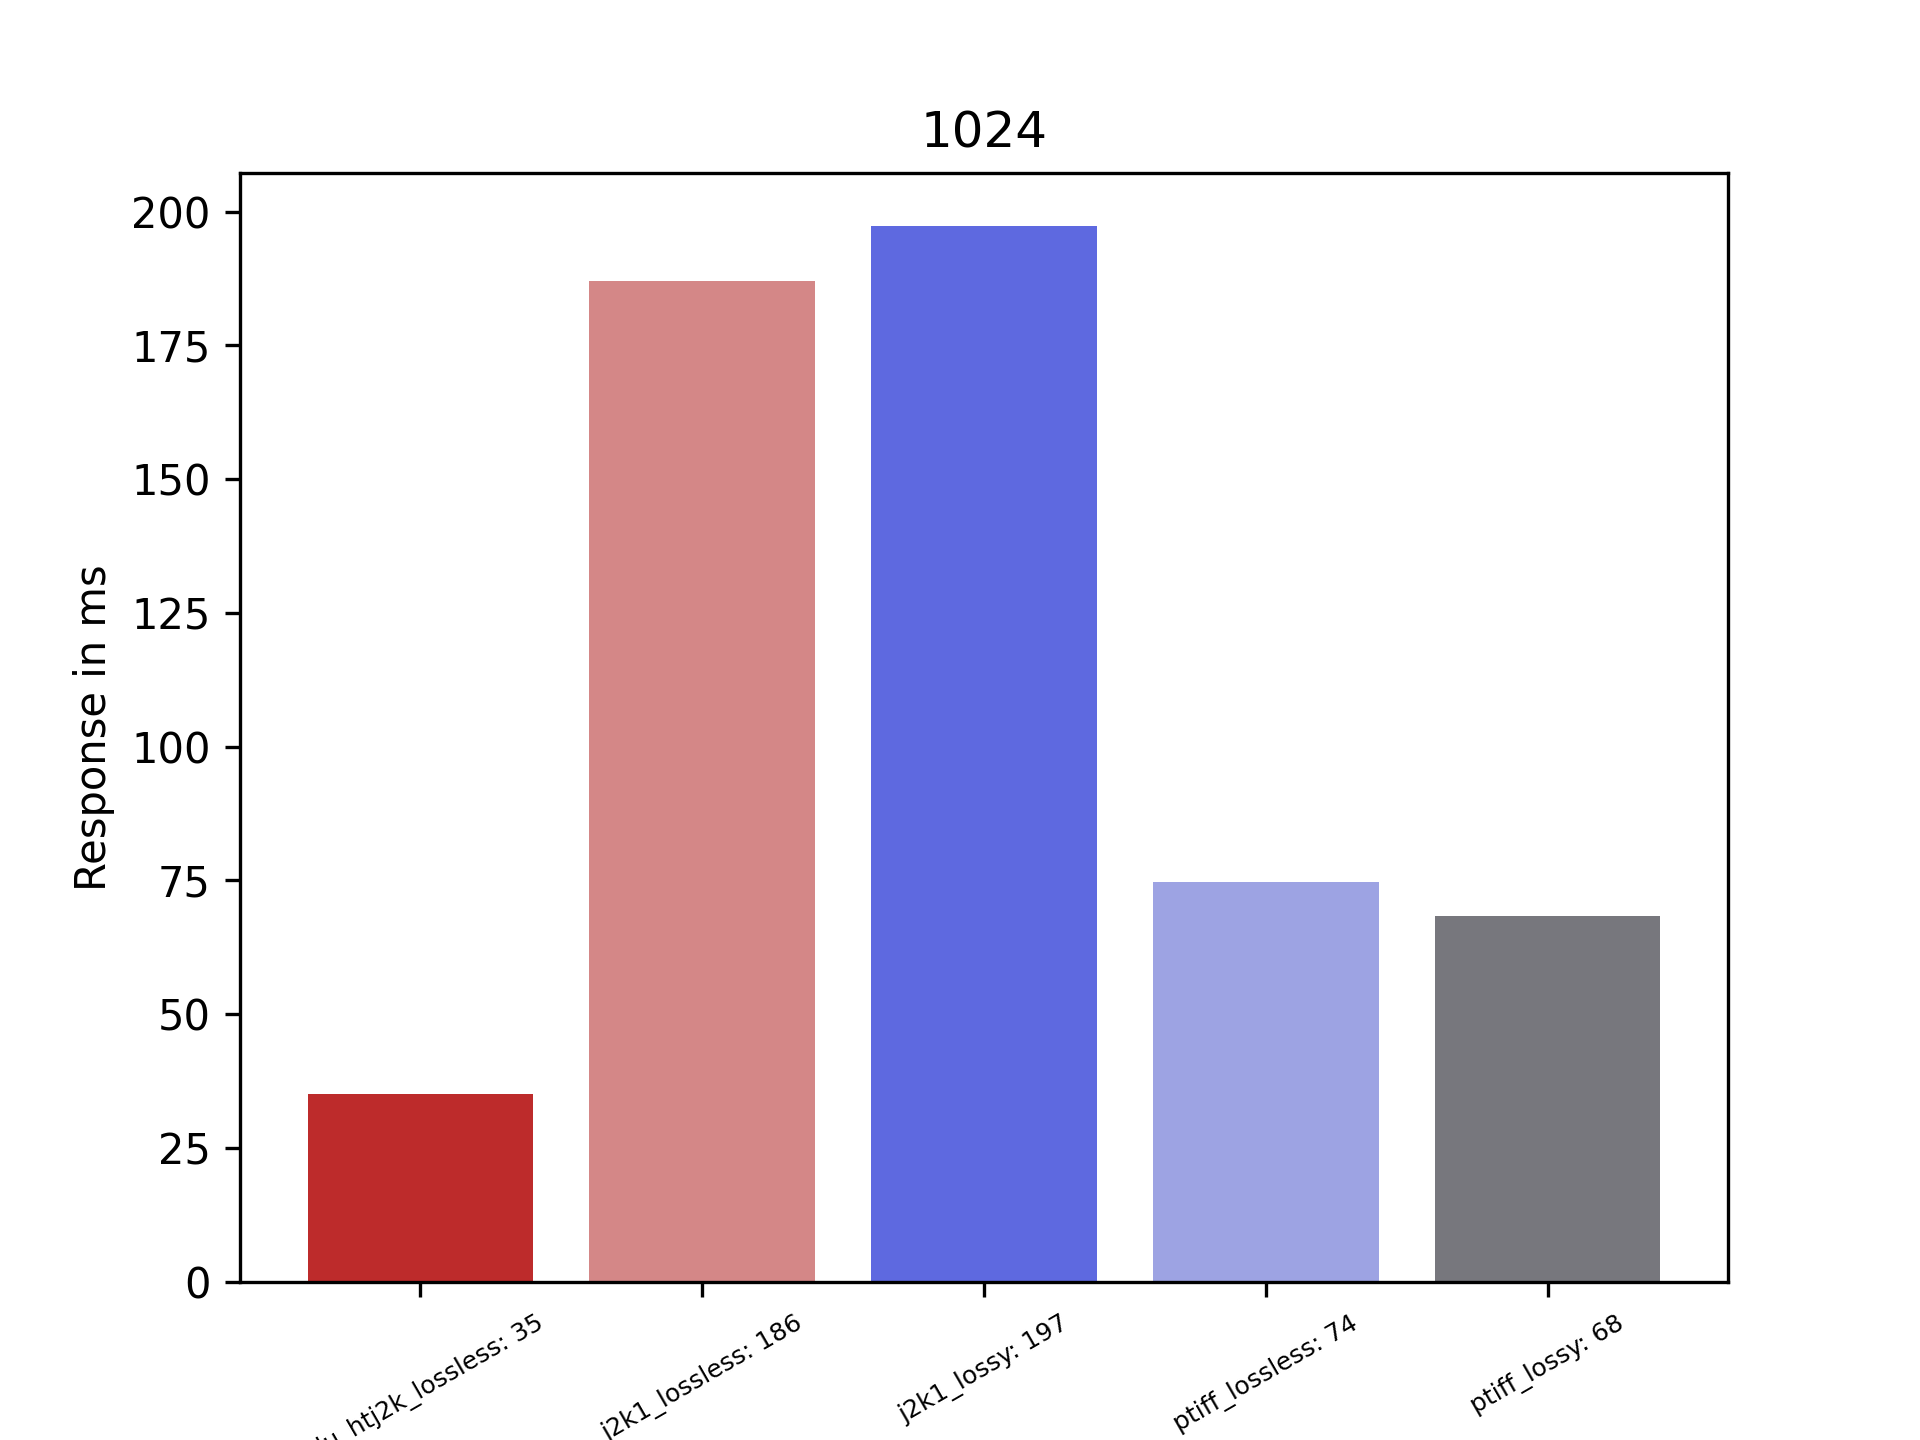 1024
Response in ms
200
175
150
125
100
75
50
25
0
htj2k_lossless: 35
j2k1_lossless: 186
j2k1_lossy: 197
ptiff_lossless: 74
ptiff_lossy: 68